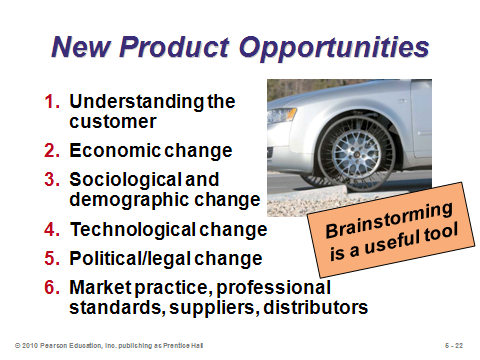 New Product Opportunities
1. Understanding the
customer
2. Economic change
3. Sociological and
demographic change
4. Technological change
5. Political/legal change
6. Market practice, professional
standards, suppliers, distributors
Brainstorming
is a useful tool
© 2010 Pearson Education, Inc. publishing as Prentice Hall
5 - 22